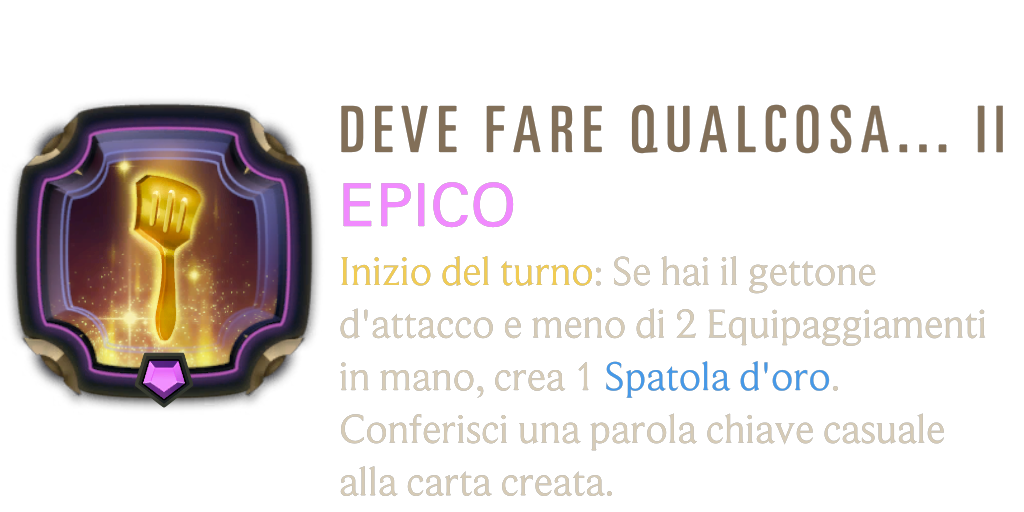 DEVE FARE QUALCOSA... II
EPICO
Inizio del turno: Se hai il gettone
d'attacco e meno di 2 Equipaggiamenti
in mano, crea 1 Spatola d'oro.
Conferisci una parola chiave casuale
alla carta creata.